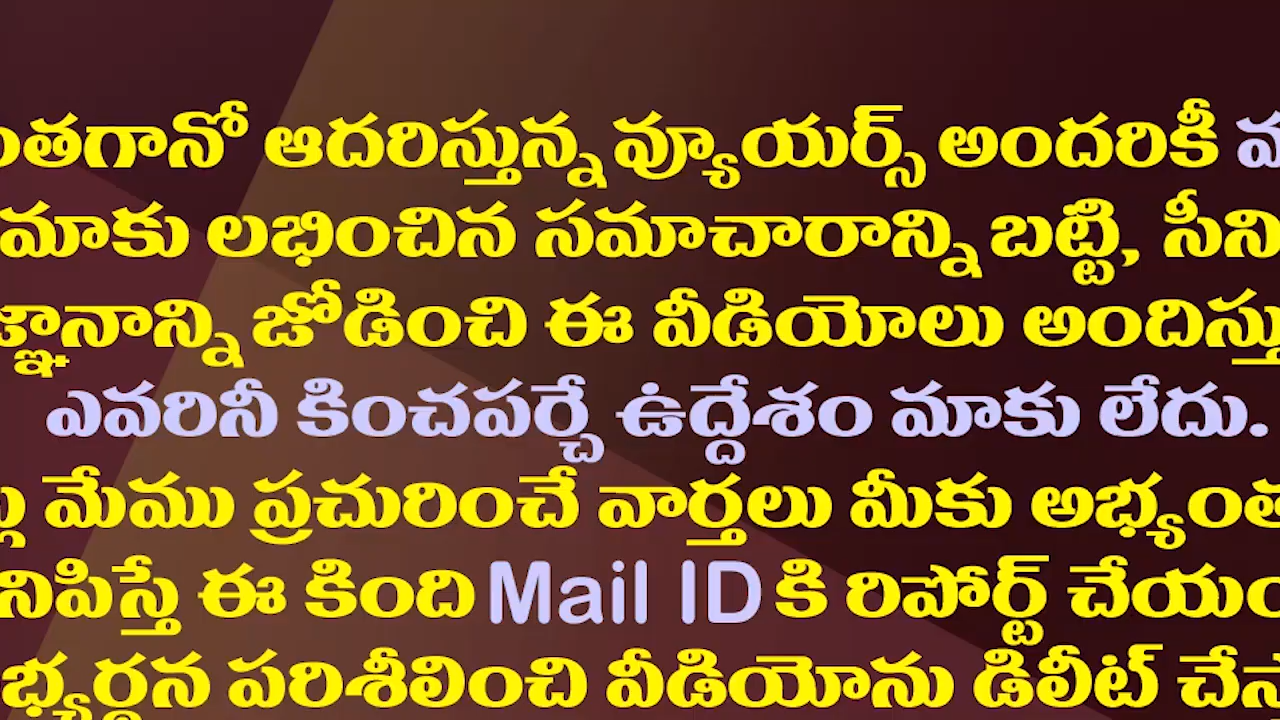 ంతగానో ఆదరిస్తున్న వ్యూయర్స్ అందరికీ
మాకు లభించిన సమాచారాన్ని బట్టి, సీని
జ్ఞానాన్ని జోడించి ఈ వీడియోలు అందిస్తు
ఎవరినీ కించపర్చే ఉద్దేశం మాకు లేదు.
మేము ప్రచురించే వార్తలు మీకు అభ్యంత
నిపిస్తే ఈ కింది Mail ID కి రిపోర్ట్ చేయం
భ్యర్థన పరిశీలించి వీడియోను డిలీట్ చేస